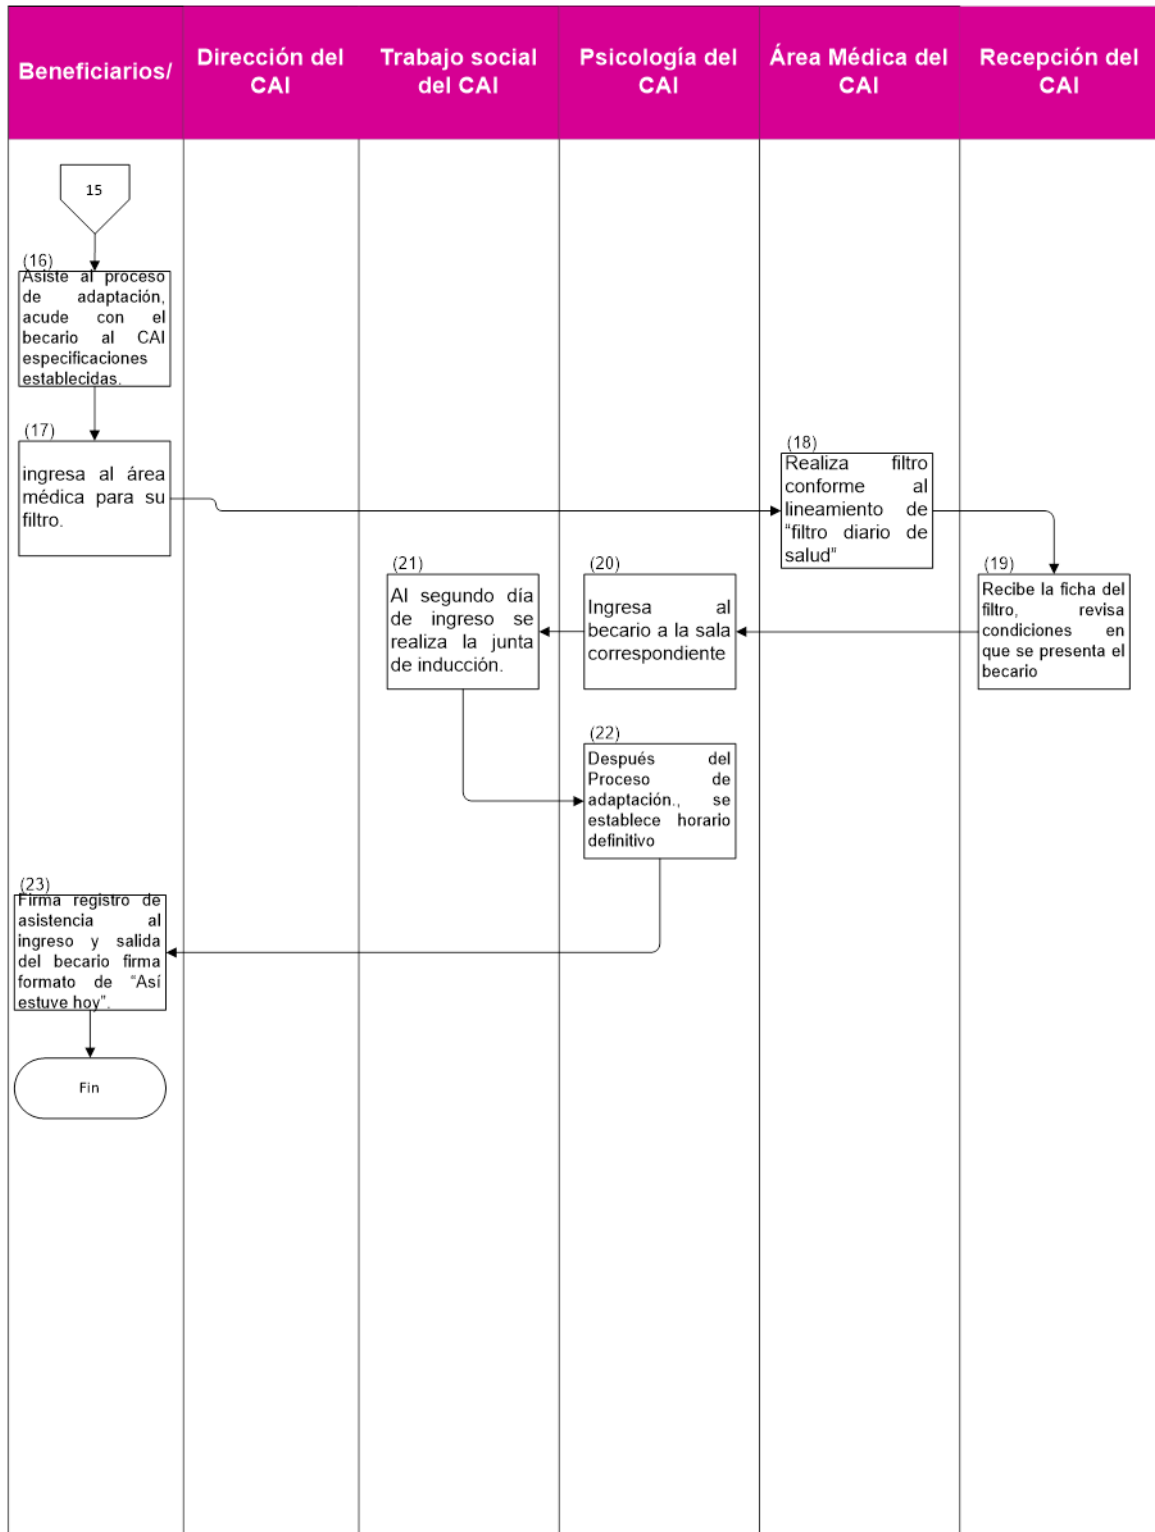 Beneficiarios/
Dirección del
CAI
Trabajo social
del CAI
Psicología del
CAI
Área Médica del
CAI
Recepción del
CAI
15
(16)
Asiste al proceso
de adaptación,
acude con el
becario al CAI
especificaciones
establecidas.
(17)
ingresa al área
médica para su
filtro.
(18)
Realiza filtro
conforme al
lineamiento de
“filtro diario de
salud”
(19)
Recibe la ficha del
filtro, revisa
condiciones en
que se presenta el
becario
(20)
Ingresa al
becario a la sala
correspondiente
(21)
Al segundo día
de ingreso se
realiza la junta
de inducción.
(22)
Después del
Proceso de
adaptación., se
establece horario
definitivo
(23)
Firma registro de
asistencia al
ingreso y salida
del becario firma
formato de “Así
estuve hoy”.
Fin